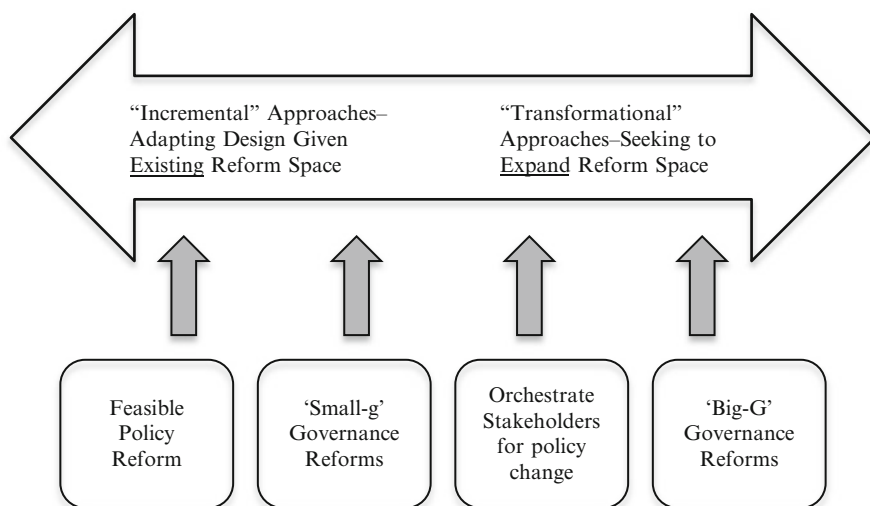 “Incremental” Approaches–
Adapting Design Given
Existing Reform Space
“Transformational”
Approaches–Seeking to
Expand Reform Space
Feasible
Policy
Reform
‘Small-g’
Governance
Reforms
Orchestrate
Stakeholders
for policy
change
‘Big-G’
Governance
Reforms